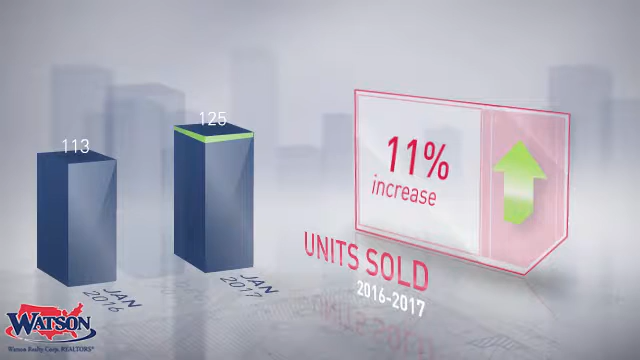 113
125
11%
increase
JAN
2016
JAN
2017
UNITS SOLD
2016-2017
WATSON
Watson Realty Corp. REALTORS®